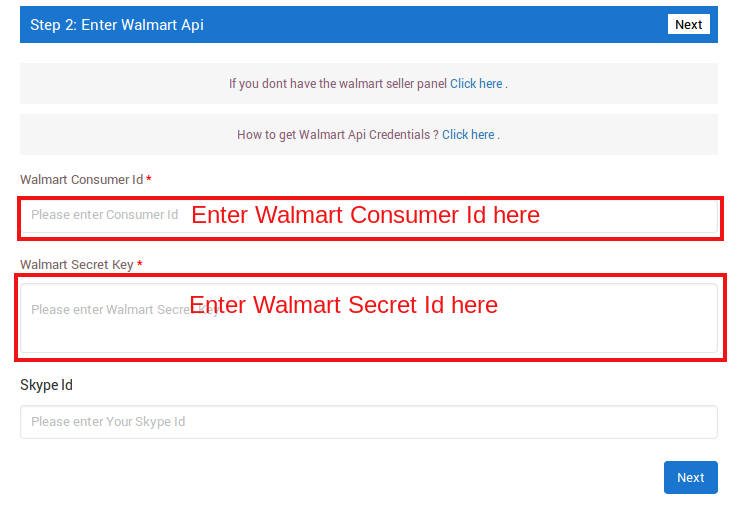 Step 2: Enter Walmart Api
Next
If you dont have the walmart seller panel Click here .
How to get Walmart Api Credentials ? Click here .
Walmart Consumer Id *
Please enter Consumer Id
Enter Walmart Consumer Id here
Walmart Secret Key *
Please enter Walmart Secret Key
Enter Walmart Secret Id here
Skype Id
Please enter Your Skype Id
Next